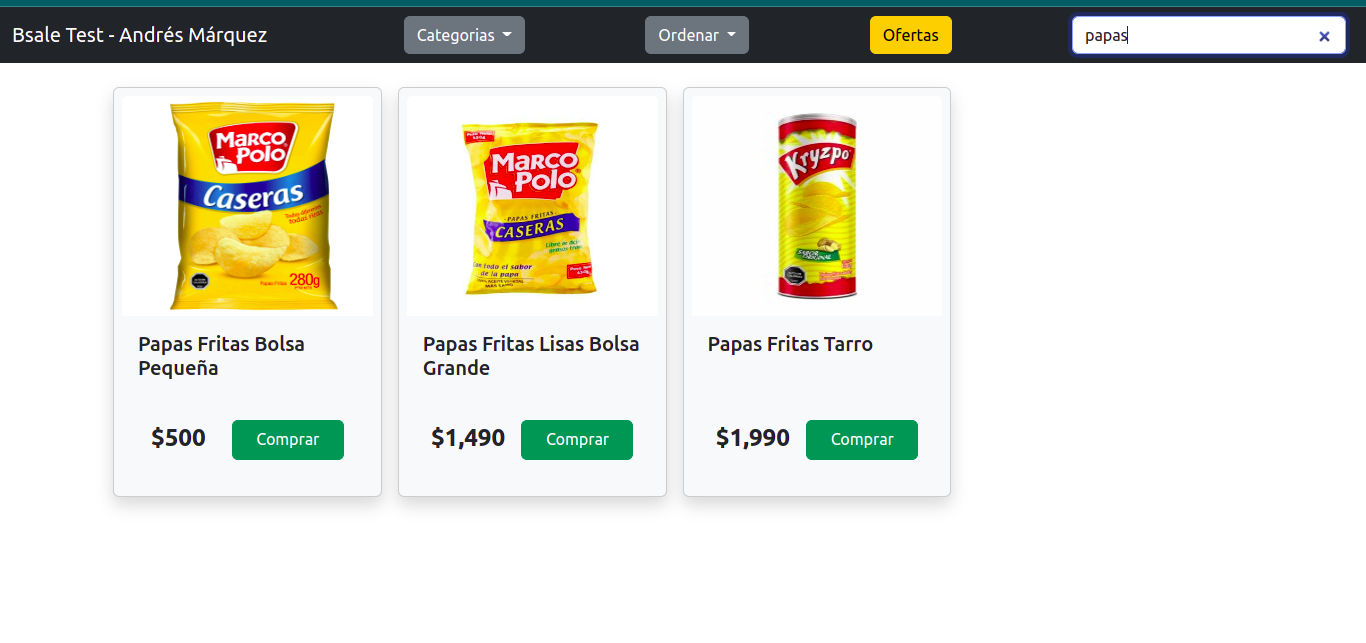 Bsale Test - Andrés Márquez
Categorias
Ordenar
Ofertas
papas
MARCO
POLO
Caseras
280g
MARCO
POLO
-PAPAS FRITAS-
CASERAS
Con todo el sabor
de la papa
Kryzpo
SABOR
ORIGINAL
Papas Fritas Bolsa
Pequeña
Papas Fritas Lisas Bolsa
Grande
Papas Fritas Tarro
$500
Comprar
$1,490
Comprar
$1,990
Comprar